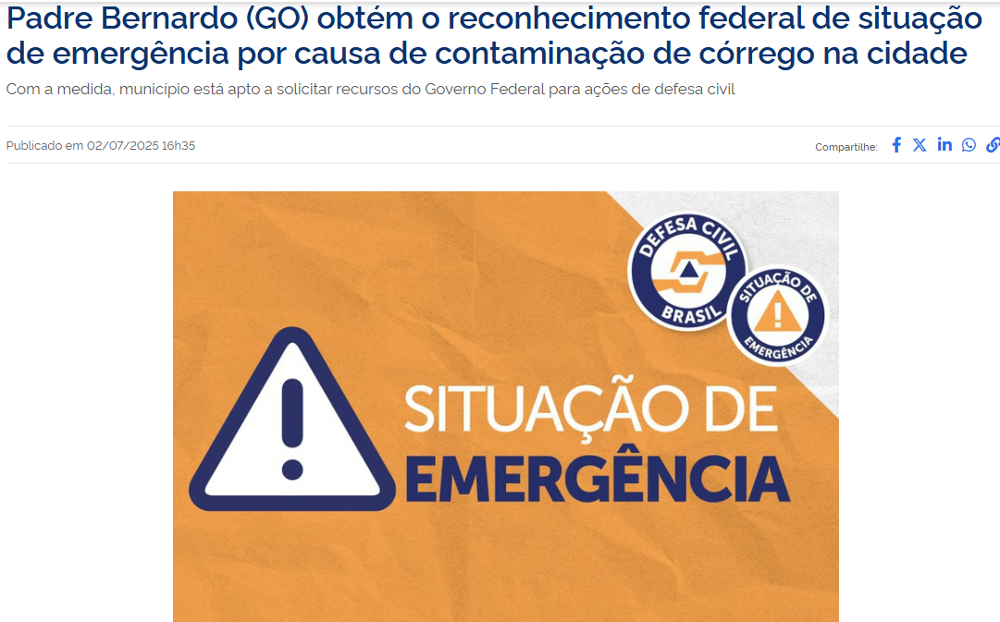 Padre Bernardo (GO) obtém o reconhecimento federal de situação
de emergência por causa de contaminação de córrego na cidade
Com a medida, município está apto a solicitar recursos do Governo Federal para ações de defesa civil
Publicado em 02/07/2025 16h35
Compartilhe:
DEFESA CIVIL
BRASIL
SITUAÇÃO DE
EMERGÊNCIA
SITUAÇÃO DE
EMERGÊNCIA